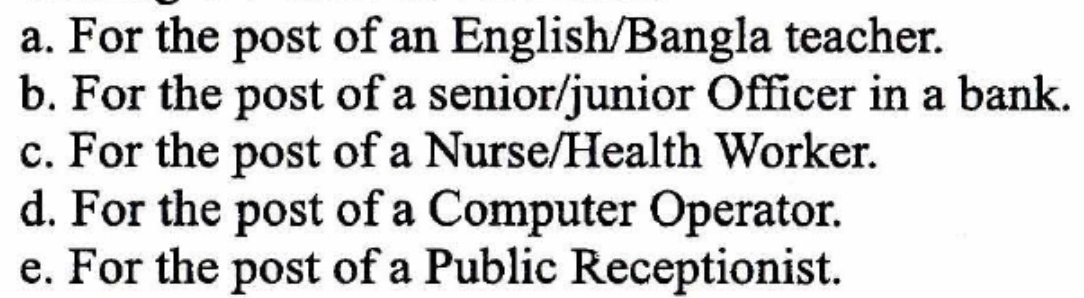 a. For the post of an English/Bangla teacher.
b. For the post of a senior/junior Officer in a bank.
c. For the post of a Nurse/Health Worker.
d. For the post of a Computer Operator.
e. For the post of a Public Receptionist.